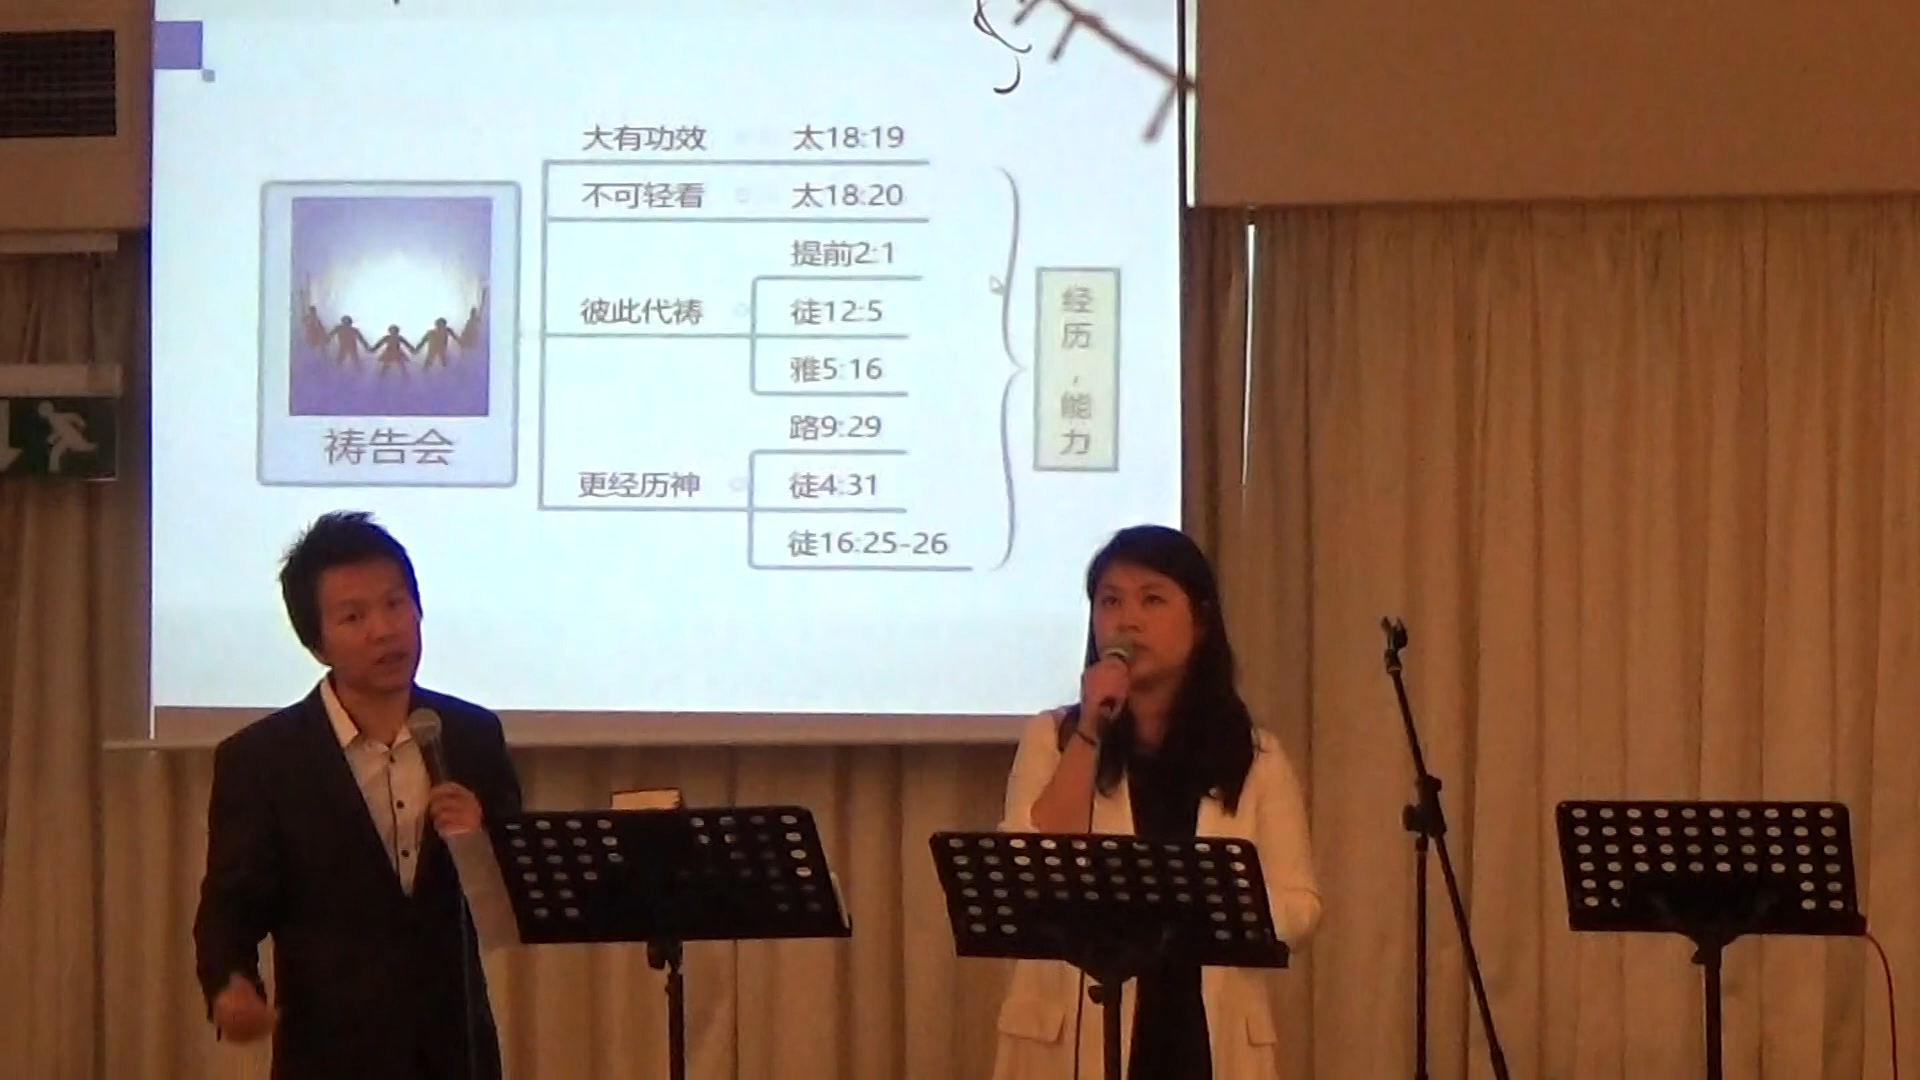 大有功效 太18:19
不可轻看 太18:20
提前2:1
彼此代祷 徒12:5
雅5:16
路9:29
更经历神 徒4:31
徒16:25-26
祷告会
经历,能力